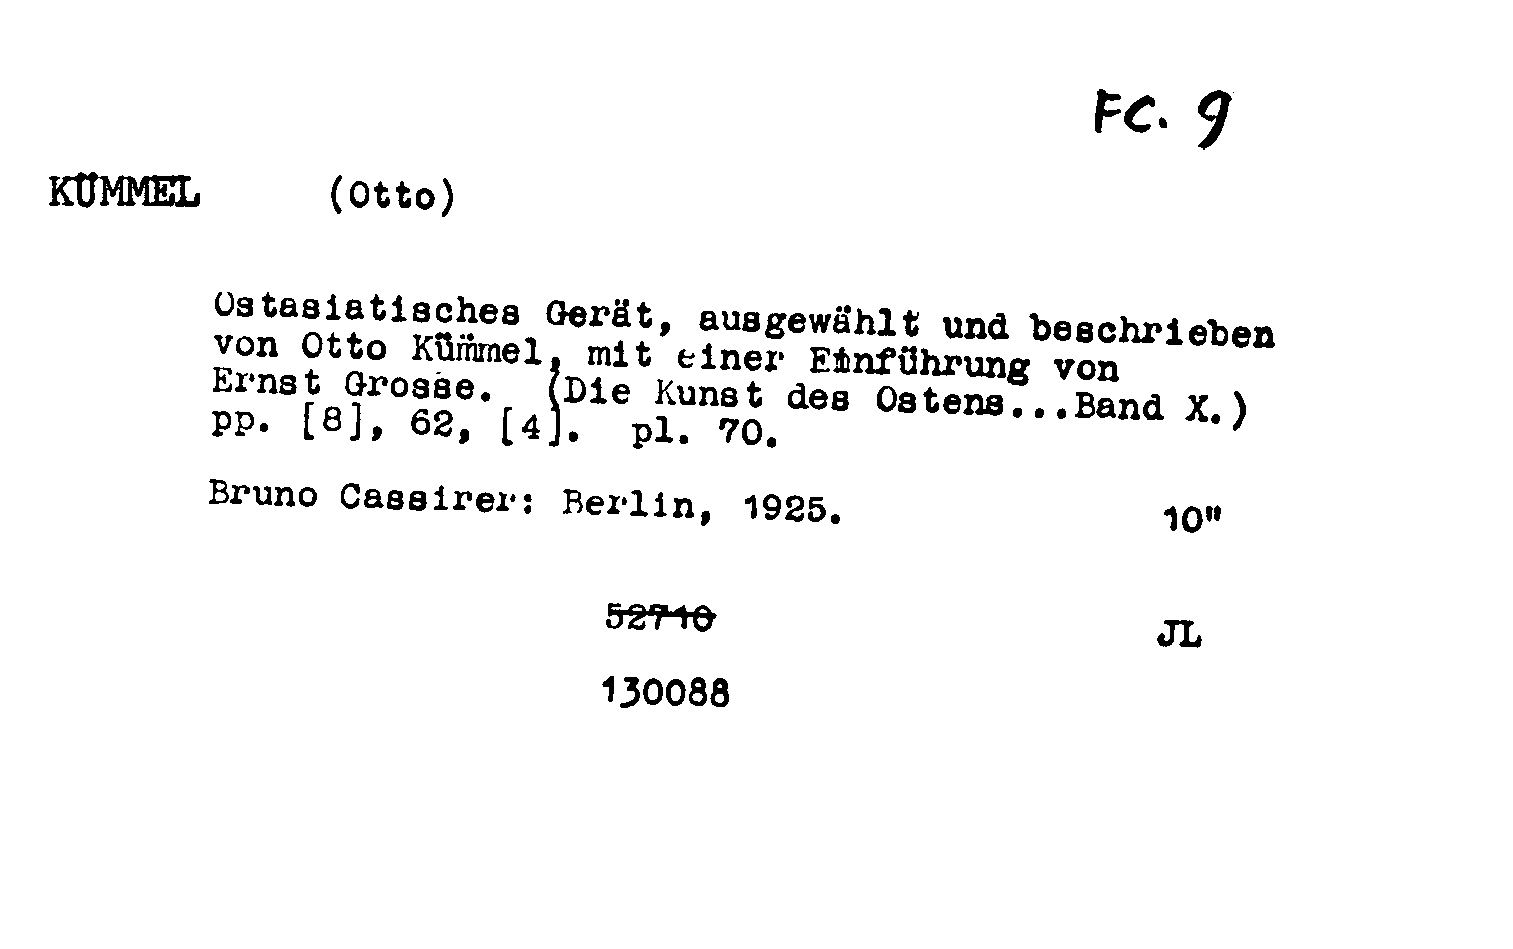 FC. 9
KÜMMEL (Otto)
Ostasiatisches Gerät, ausgewählt und beschrieben
von Otto Kümmel, mit einer Einführung von
Ernst Grosse. (Die Kunst des Ostens...Band X.)
pp. [8], 62, [4]. pl. 70.
Bruno Cassirer: Berlin, 1925. 10"
52710 JL
130088